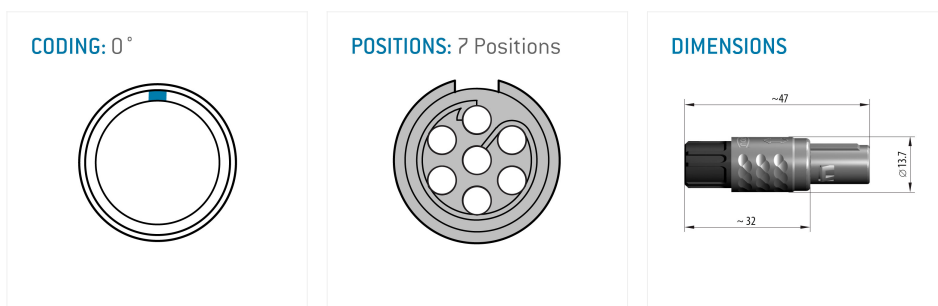 CODING: 0°
POSITIONS: 7 Positions
DIMENSIONS
~47
⌀13.7
~ 32